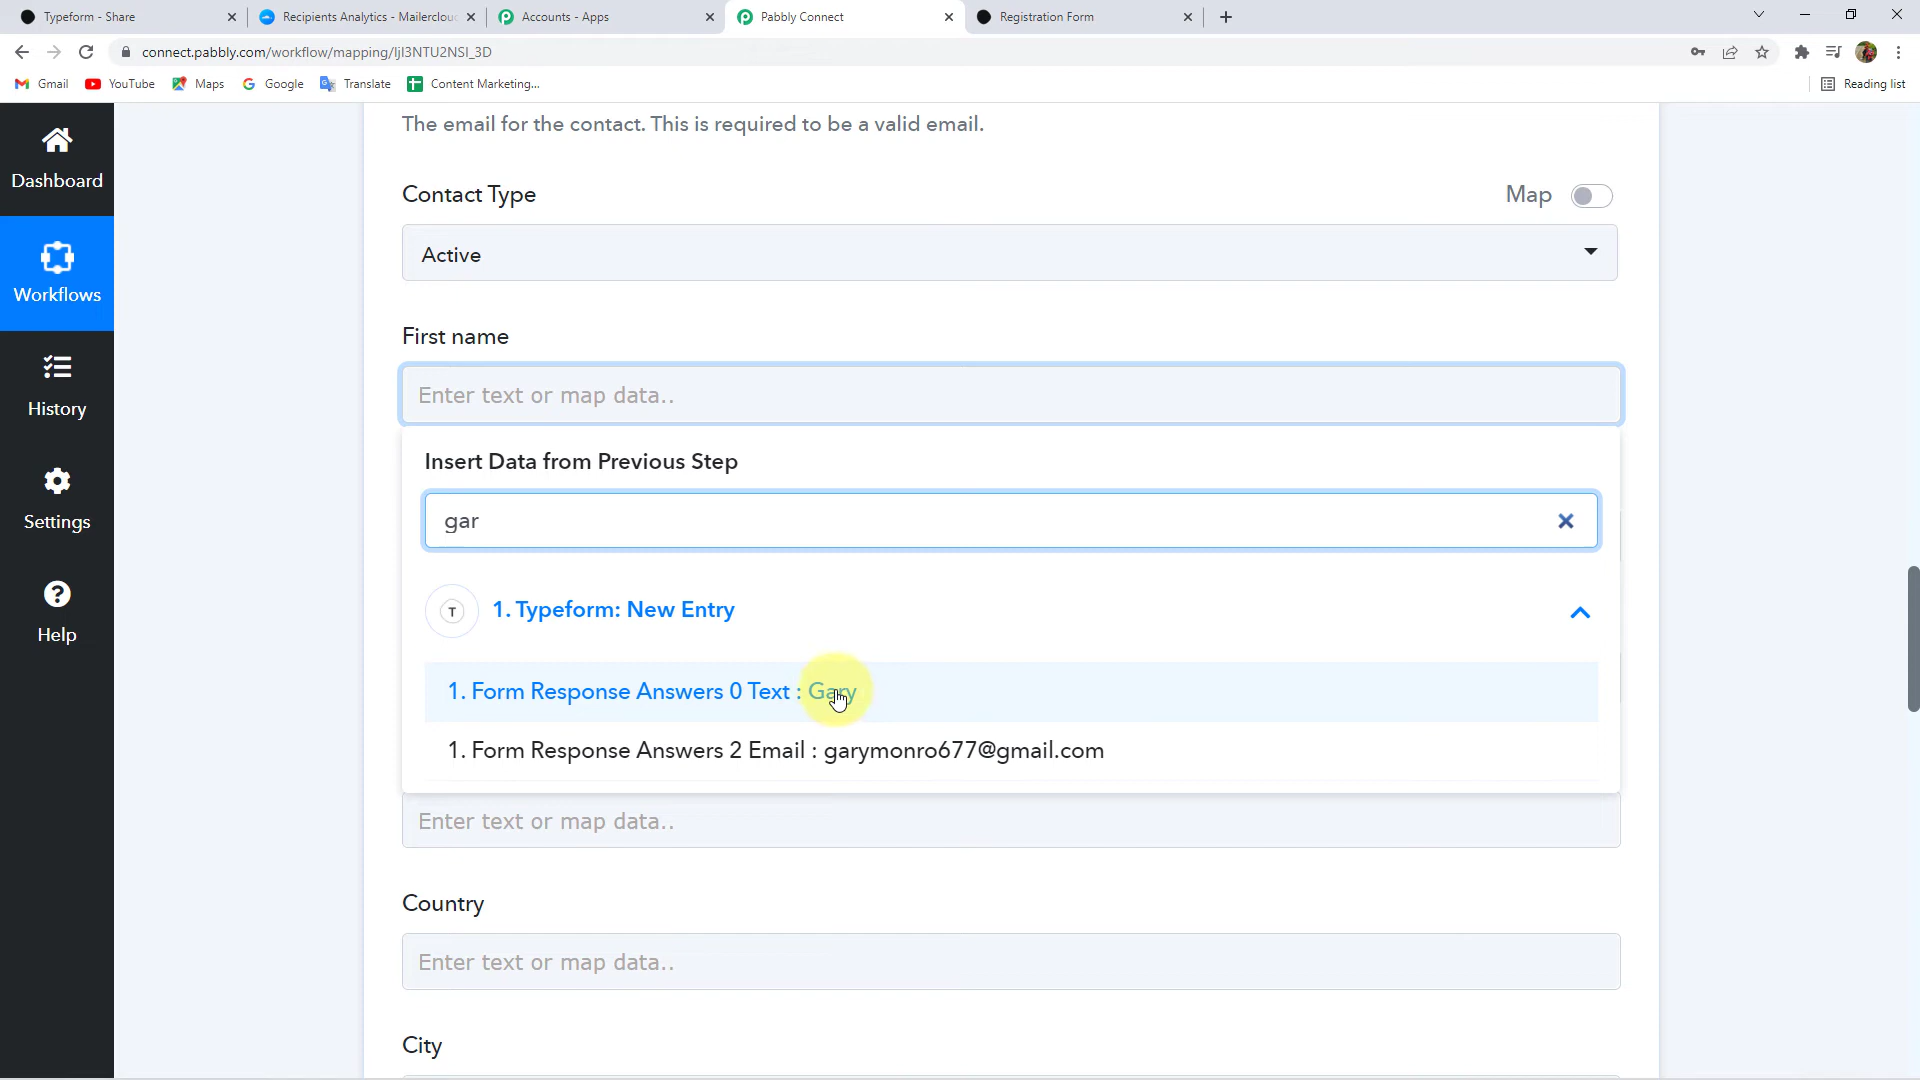 Typeform - Share
Recipients Analytics - Mailerclou
Accounts - Apps
Pabbly Connect
Registration Form
connect.pabbly.com/workflow/mapping/IjI3NTU2NSI_3D
Gmail
YouTube
Maps
Google
Translate
Content Marketing...
Reading list
The email for the contact. This is required to be a valid email.
Dashboard
Contact Type
Map
Active
Workflows
First name
Enter text or map data..
History
Insert Data from Previous Step
gar
Settings
T
1. Typeform: New Entry
Help
1. Form Response Answers 0 Text : Gary
1. Form Response Answers 2 Email : garymonro677@gmail.com
Enter text or map data..
Country
Enter text or map data..
City